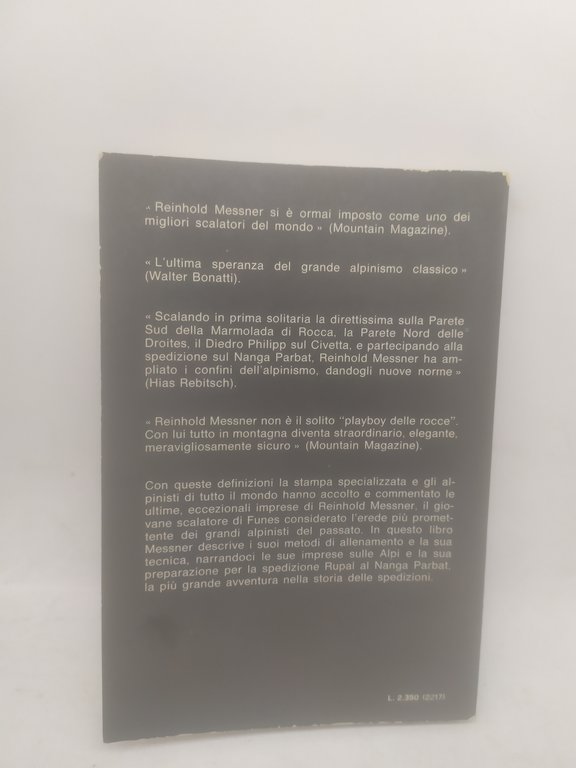 « Reinhold Messner si è ormai imposto come uno dei
migliori scalatori del mondo » (Mountain Magazine).
« L'ultima speranza del grande alpinismo classico »
(Walter Bonatti).
« Scalando in prima solitaria la direttissima sulla Parete
Sud della Marmolada di Rocca, la Parete Nord delle
Droites, il Diedro Philipp sul Civetta, e partecipando alla
spedizione sul Nanga Parbat, Reinhold Messner ha am-
pliato i confini dell'alpinismo, dandogli nuove norme »
(Hias Rebitsch).
« Reinhold Messner non è il solito "playboy delle rocce".
Con lui tutto in montagna diventa straordinario, elegante,
meravigliosamente sicuro » (Mountain Magazine).
Con queste definizioni la stampa specializzata e gli al-
pinisti di tutto il mondo hanno accolto e commentato le
ultime, eccezionali imprese di Reinhold Messner, il gio-
vane scalatore di Funes considerato l'erede più promet-
tente dei grandi alpinisti del passato. In questo libro
Messner descrive i suoi metodi di allenamento e la sua
tecnica, narrandoci le sue imprese sulle Alpi e la sua
preparazione per la spedizione Rupal al Nanga Parbat,
la più grande avventura nella storia delle spedizioni.
L. 2.350 (2217)